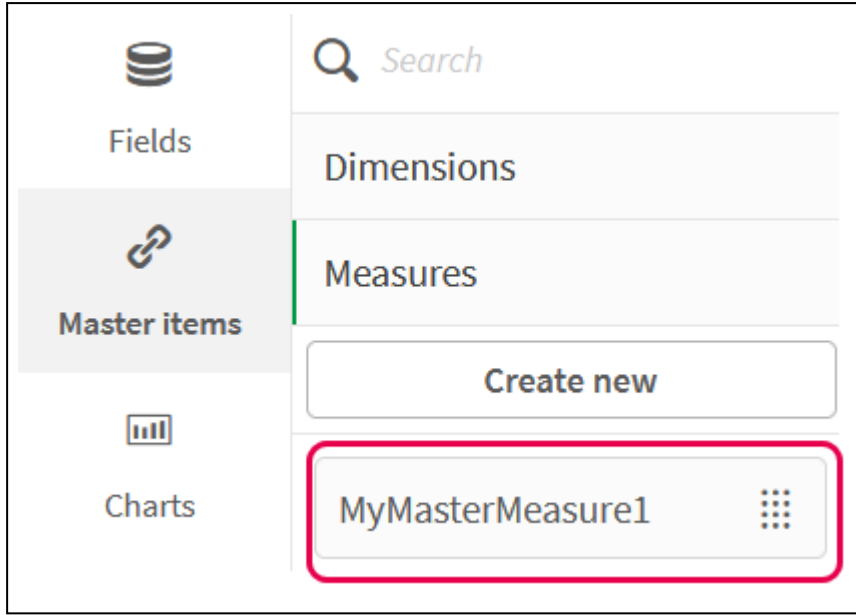 Fields
Master items
Charts
Search
Dimensions
Measures
Create new
MyMasterMeasure1